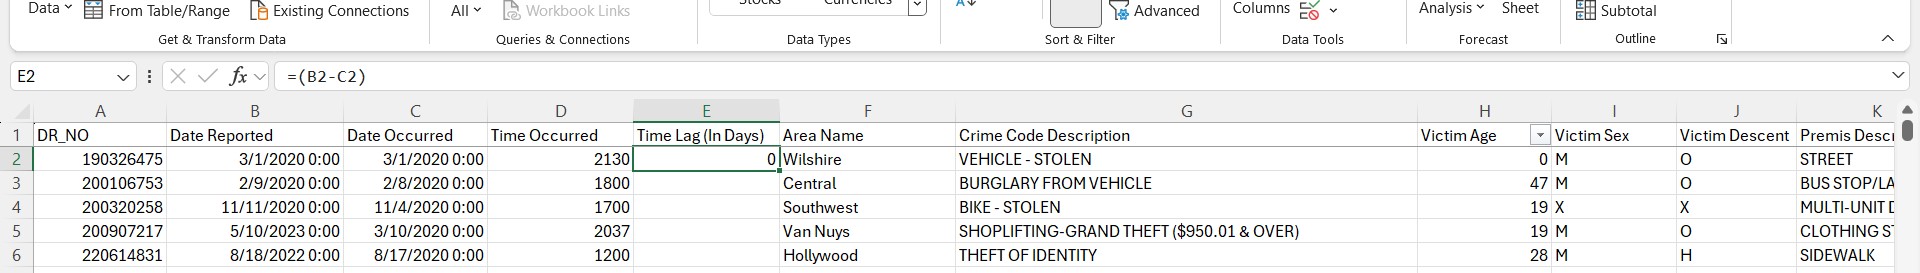 Data From Table/Range Existing Connections All Workbook Links Stocks Currencies Advanced Columns Analysis Sheet Subtotal
Get & Transform Data Queries & Connections Data Types Sort & Filter Data Tools Forecast Outline
E2 fx =(B2-C2)
A B C D E F G H I J K
1 DR_NO Date Reported Date Occurred Time Occurred Time Lag (In Days) Area Name Crime Code Description Victim Age Victim Sex Victim Descent Premis Descr
2 190326475 3/1/2020 0:00 3/1/2020 0:00 2130 0 Wilshire VEHICLE - STOLEN 0 M O STREET
3 200106753 2/9/2020 0:00 2/8/2020 0:00 1800 Central BURGLARY FROM VEHICLE 47 M O BUS STOP/LA
4 200320258 11/11/2020 0:00 11/4/2020 0:00 1700 Southwest BIKE - STOLEN 19 X X MULTI-UNIT D
5 200907217 5/10/2023 0:00 3/10/2020 0:00 2037 Van Nuys SHOPLIFTING-GRAND THEFT ($950.01 & OVER) 19 M O CLOTHING ST
6 220614831 8/18/2022 0:00 8/17/2020 0:00 1200 Hollywood THEFT OF IDENTITY 28 M H SIDEWALK